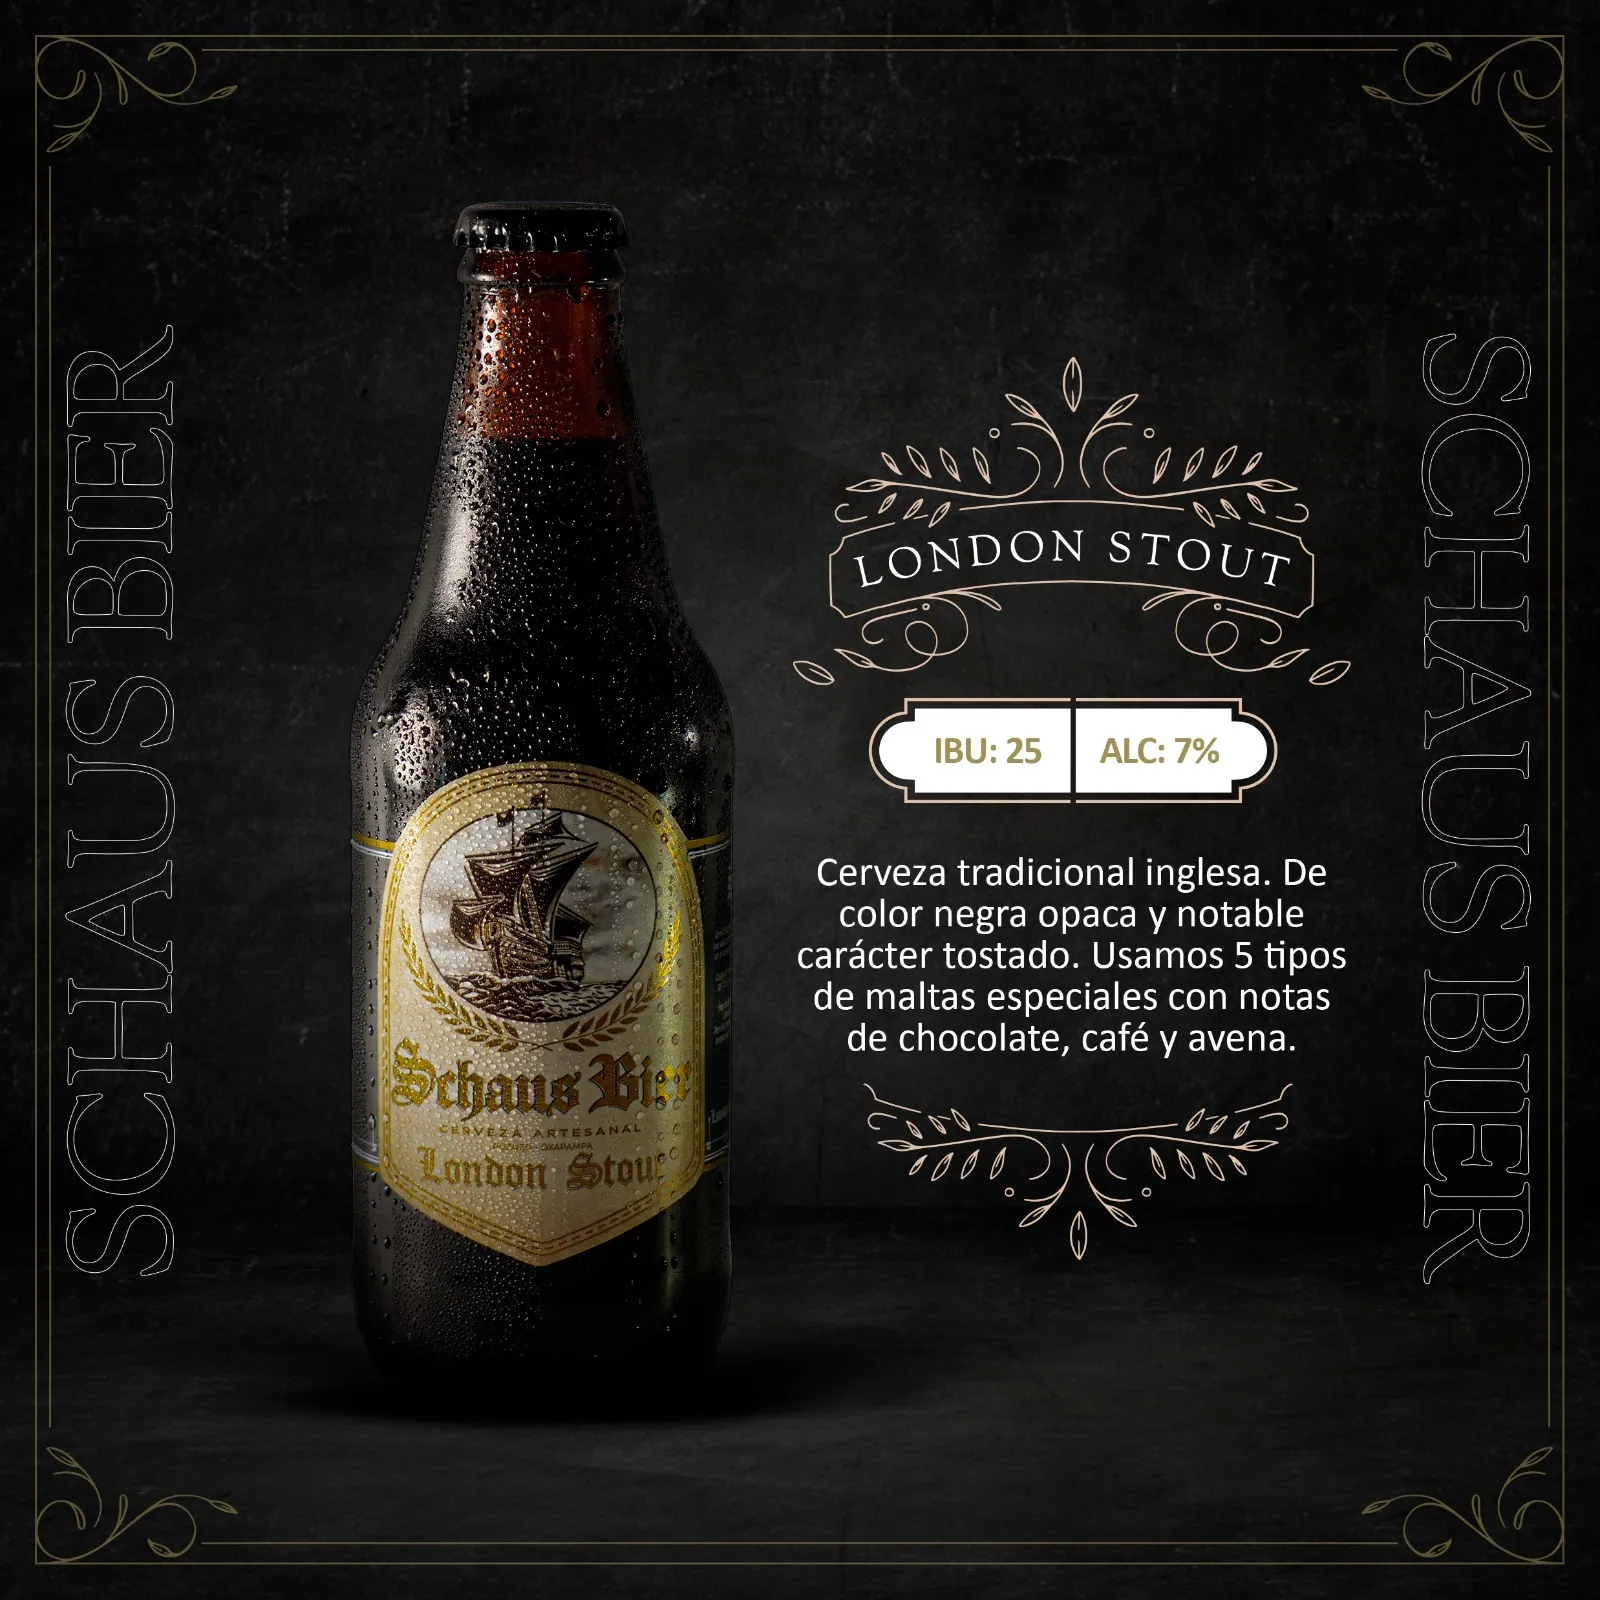 SCHAUS BIER
LONDON STOUT
IBU: 25
ALC: 7%
Cerveza tradicional inglesa. De
color negra opaca y notable
carácter tostado. Usamos 5 tipos
de maltas especiales con notas
de chocolate, café y avena.
Schaus Bier
CERVEZA ARTESANAL
POZUZO - OXAPAMPA
London Stout
SCHAUS BIER